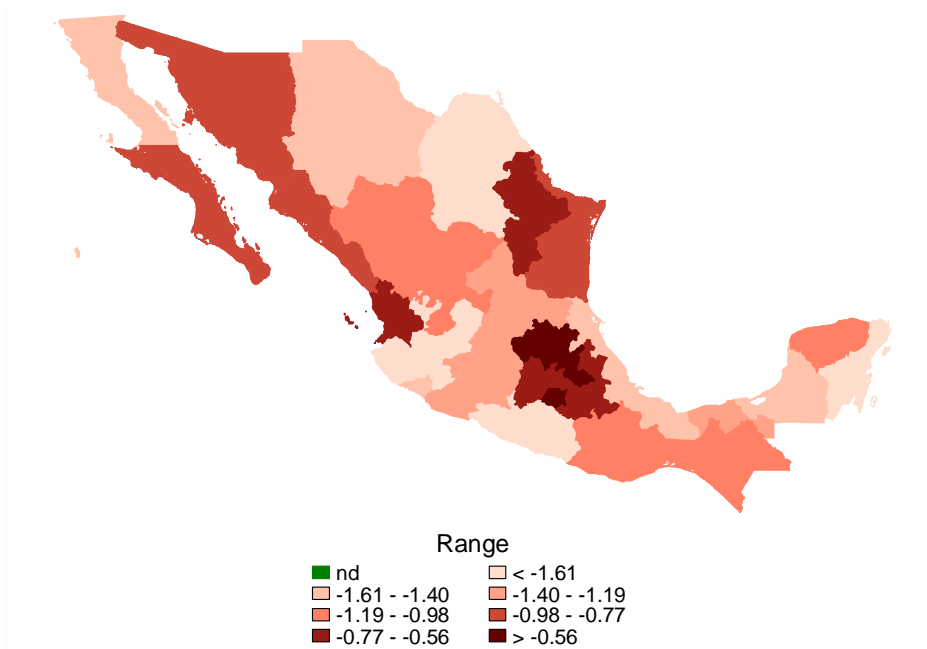 Range
nd < -1.61
-1.61 - -1.40 -1.40 - -1.19
-1.19 - -0.98 -0.98 - -0.77
-0.77 - -0.56 > -0.56